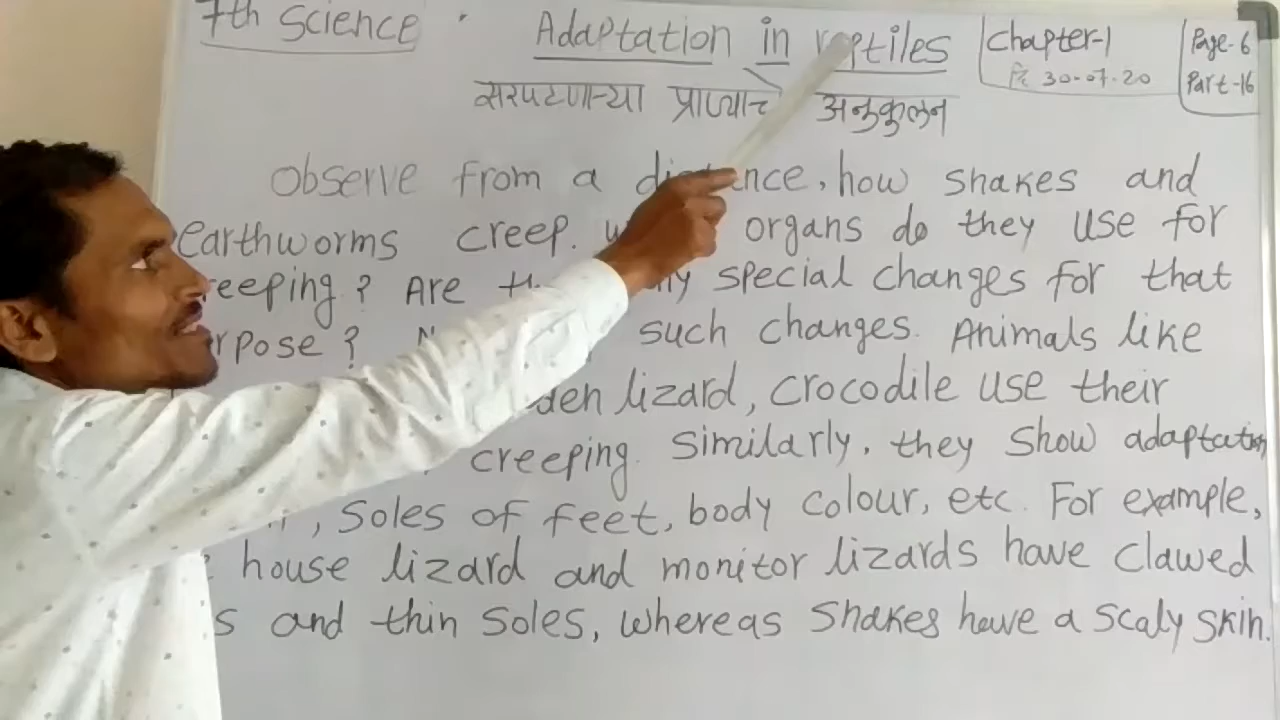 7th Science
Adaptation in reptiles
Chapter-1
दि 30-07-20
Page-6
Part-16
सरपटणाऱ्या प्राण्याचे अनुकुलन
Observe from a distance, how snakes and
earthworms creep. organs do they use for
creeping? Are special changes for that
purpose? such changes. Animals like
lizard, crocodile use their
creeping. Similarly, they show adaptation
, soles of feet, body colour, etc. For example,
house lizard and monitor lizards have clawed
and thin soles, whereas snakes have a scaly skin.